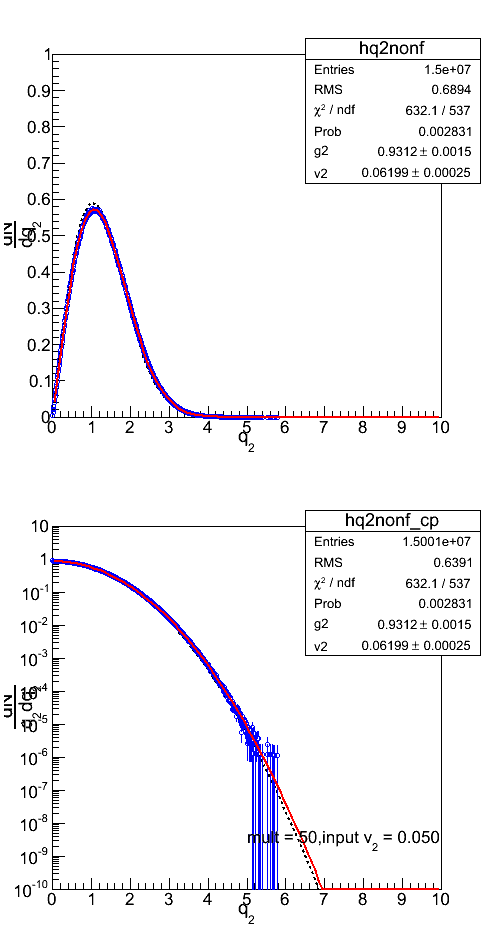 hq2nonf
Entries 1.5e+07
RMS 0.6894
χ² / ndf 632.1 / 537
Prob 0.002831
g2 0.9312 ± 0.0015
v2 0.06199 ± 0.00025
1
0.9
0.8
0.7
0.6
0.5
0.4
0.3
0.2
0.1
0
dN
dq₂
0 1 2 3 4 5 6 7 8 9 10
q₂
hq2nonf_cp
Entries 1.5001e+07
RMS 0.6391
χ² / ndf 632.1 / 537
Prob 0.002831
g2 0.9312 ± 0.0015
v2 0.06199 ± 0.00025
10
1
10⁻¹
10⁻²
10⁻³
10⁻⁴
10⁻⁵
10⁻⁶
10⁻⁷
10⁻⁸
10⁻⁹
10⁻¹⁰
dN
mult = 50,input v₂ = 0.050
0 1 2 3 4 5 6 7 8 9 10
q₂